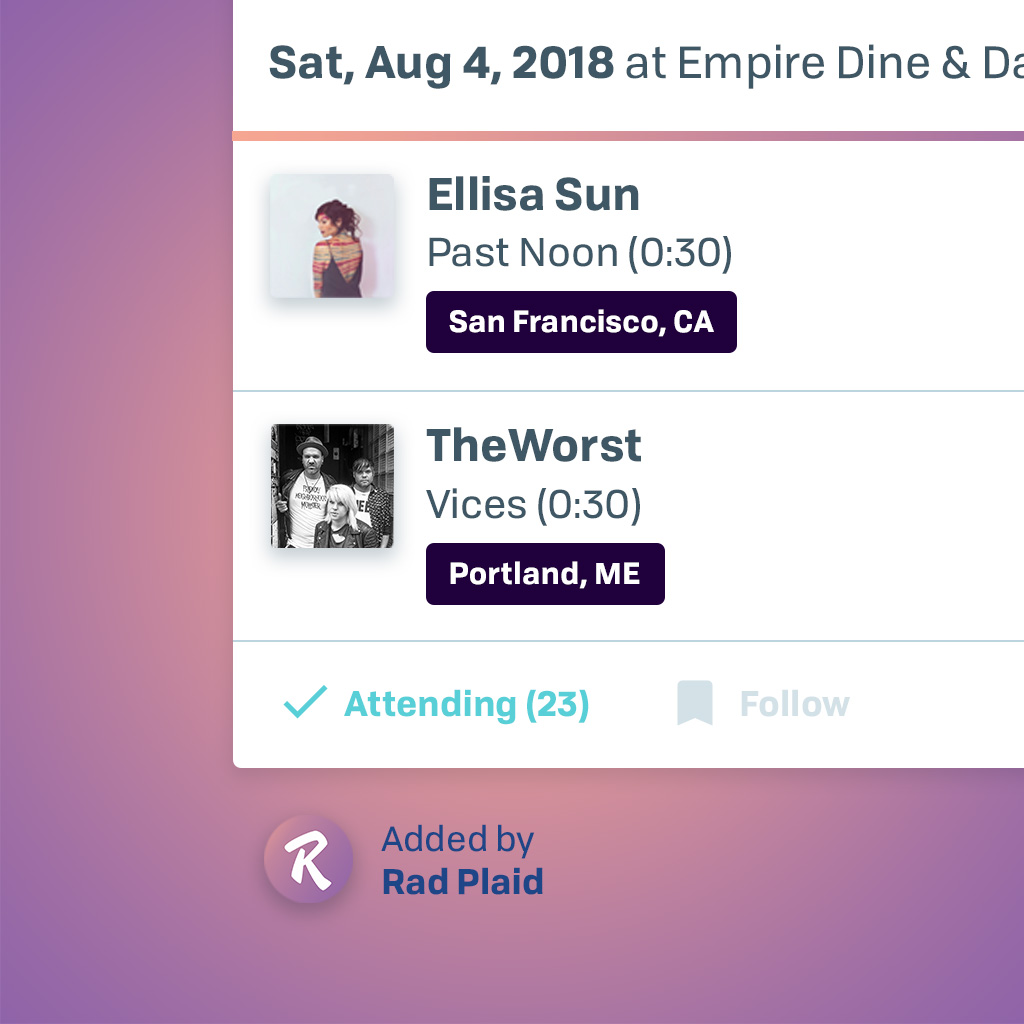 Sat, Aug 4, 2018 at Empire Dine & Da
Ellisa Sun
Past Noon (0:30)
San Francisco, CA
TheWorst
Vices (0:30)
Portland, ME
Attending (23)
Follow
R
Added by
Rad Plaid